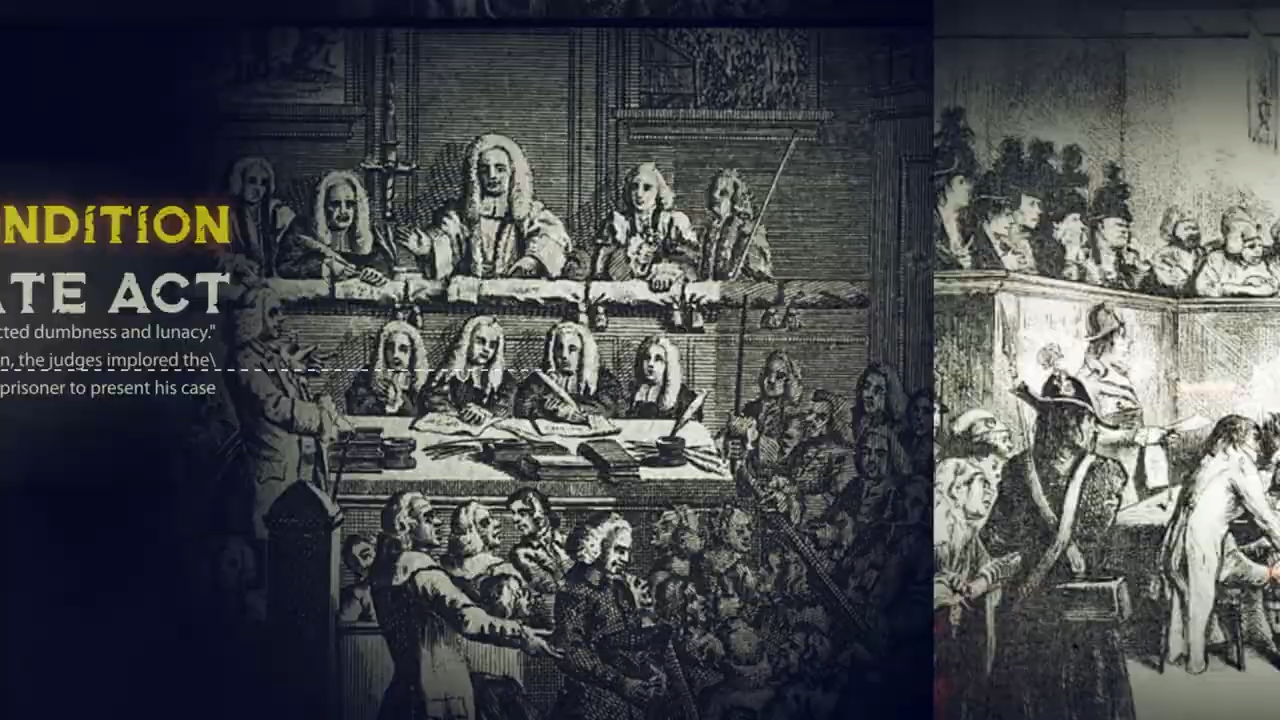 NDITION
ATE ACT
cted dumbness and lunacy."
n, the judges implored the\
prisoner to present his case